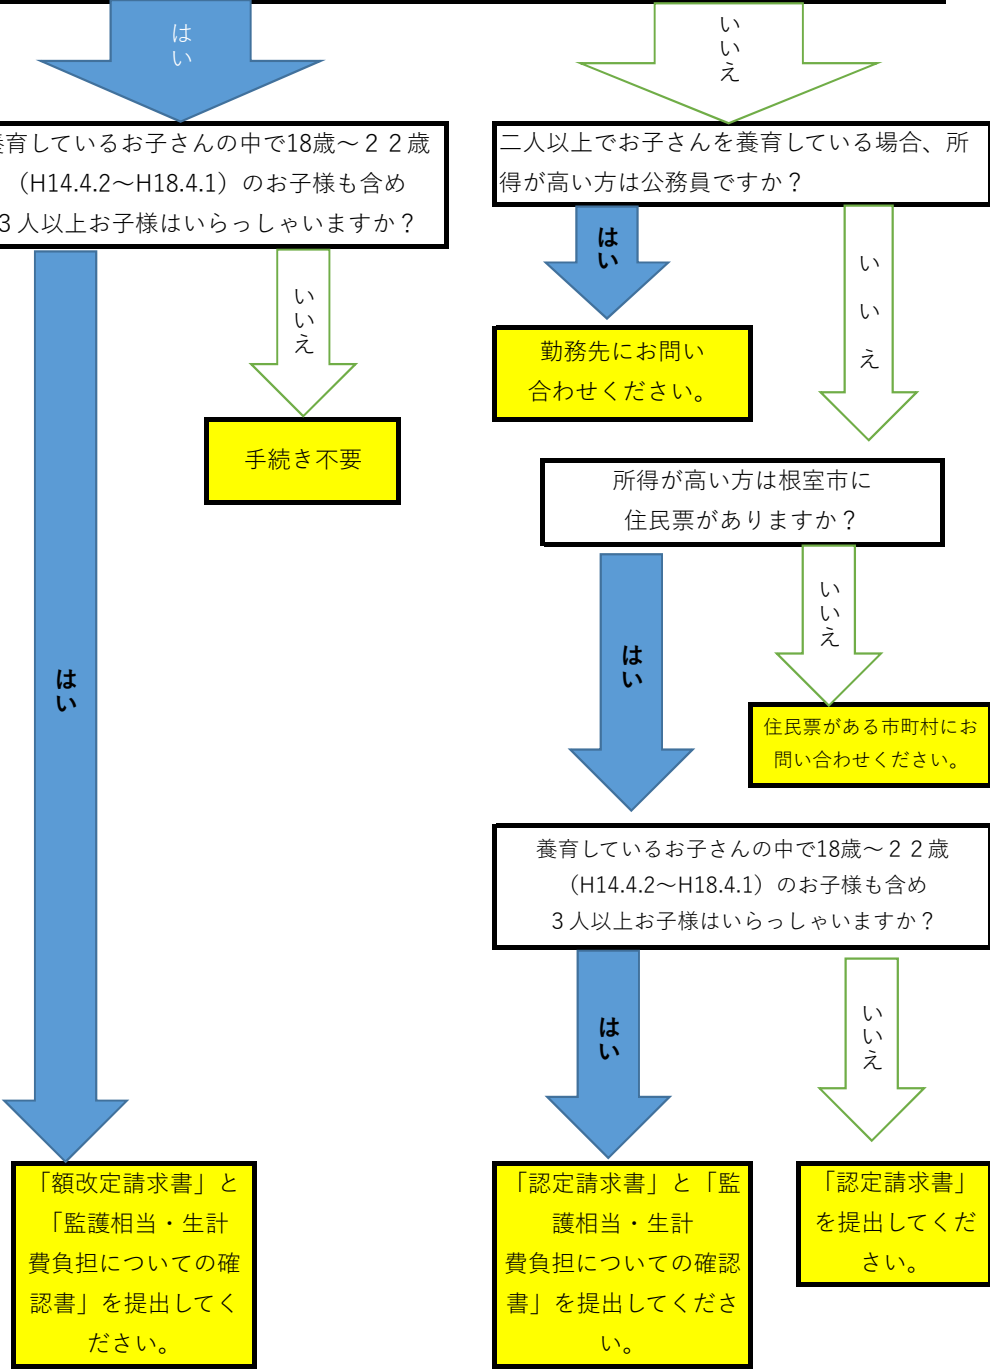 はい
いいえ
養育しているお子さんの中で18歳～２２歳
（H14.4.2～H18.4.1）のお子様も含め
３人以上お子様はいらっしゃいますか？
二人以上でお子さんを養育している場合、所
得が高い方は公務員ですか？
はい
いいえ
いいえ
勤務先にお問い
合わせください。
手続き不要
所得が高い方は根室市に
住民票がありますか？
はい
はい
いいえ
住民票がある市町村にお
問い合わせください。
養育しているお子さんの中で18歳～２２歳
（H14.4.2～H18.4.1）のお子様も含め
３人以上お子様はいらっしゃいますか？
はい
いいえ
「額改定請求書」と
「監護相当・生計
費負担についての確
認書」を提出してく
ださい。
「認定請求書」と「監
護相当・生計
費負担についての確認
書」を提出してくださ
い。
「認定請求書」
を提出してくだ
さい。